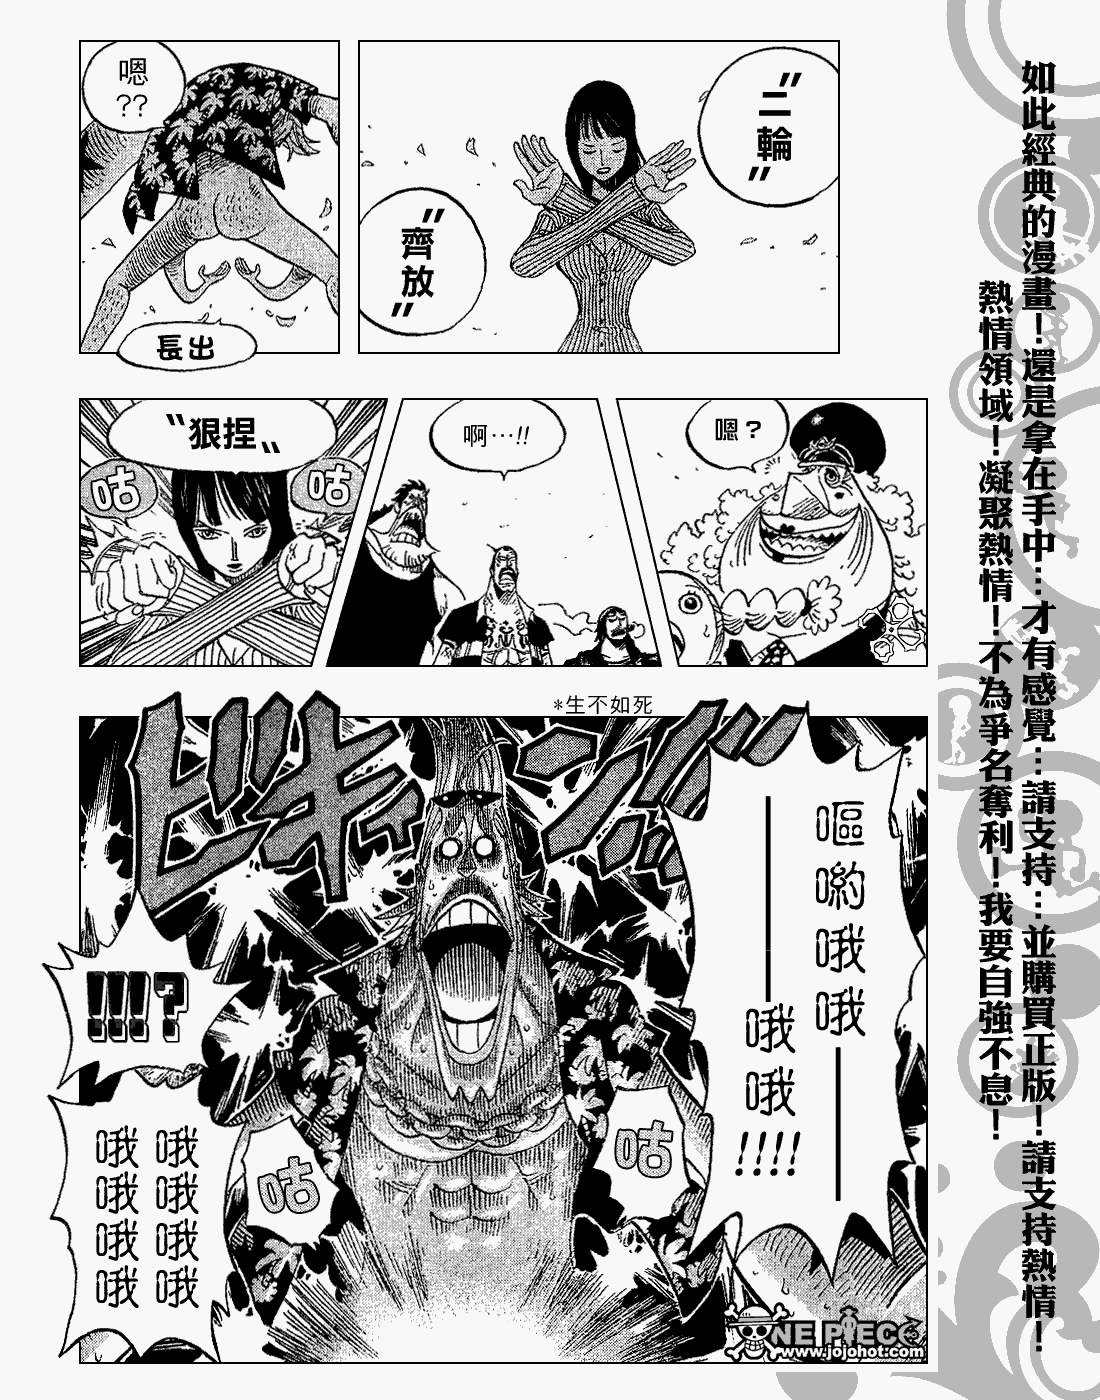 如此經典的漫畫！還是拿在手中…才有感覺…請支持…並購買正版！請支持熱情！
熱情領域！凝聚熱情！不為爭名奪利！我要自強不息！
〝二輪〞
〝齊放〞
嗯
??
長出
嗯？
啊…!!
〝狠捏〞
咕
咕
*生不如死
ビキィーン
嘔喲哦哦——
——哦哦!!!!
!!!?
咕
咕
哦哦哦哦
哦哦哦哦
ONE PIECE
www.jojohot.com